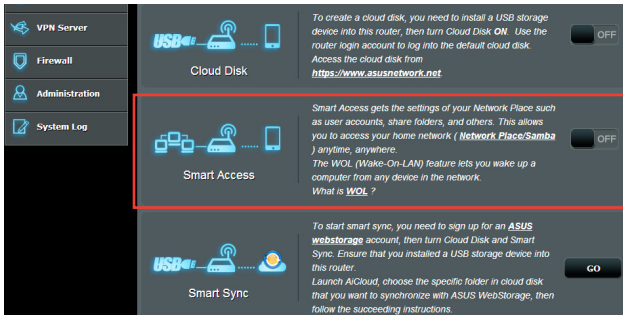 VPN Server
Firewall
Administration
System Log
USB
Cloud Disk
To create a cloud disk, you need to install a USB storage
device into this router, then turn Cloud Disk ON. Use the
router login account to log into the default cloud disk.
Access the cloud disk from
https://www.asusnetwork.net.
OFF
Smart Access
Smart Access gets the settings of your Network Place such
as user accounts, share folders, and others. This allows
you to access your home network ( Network Place/Samba
) anytime, anywhere.
The WOL (Wake-On-LAN) feature lets you wake up a
computer from any device in the network.
What is WOL ?
OFF
USB
Smart Sync
To start smart sync, you need to sign up for an ASUS
webstorage account, then turn Cloud Disk and Smart
Sync. Ensure that you installed a USB storage device into
this router.
Launch AiCloud, choose the specific folder in cloud disk
that you want to synchronize with ASUS WebStorage, then
follow the succeeding instructions.
GO